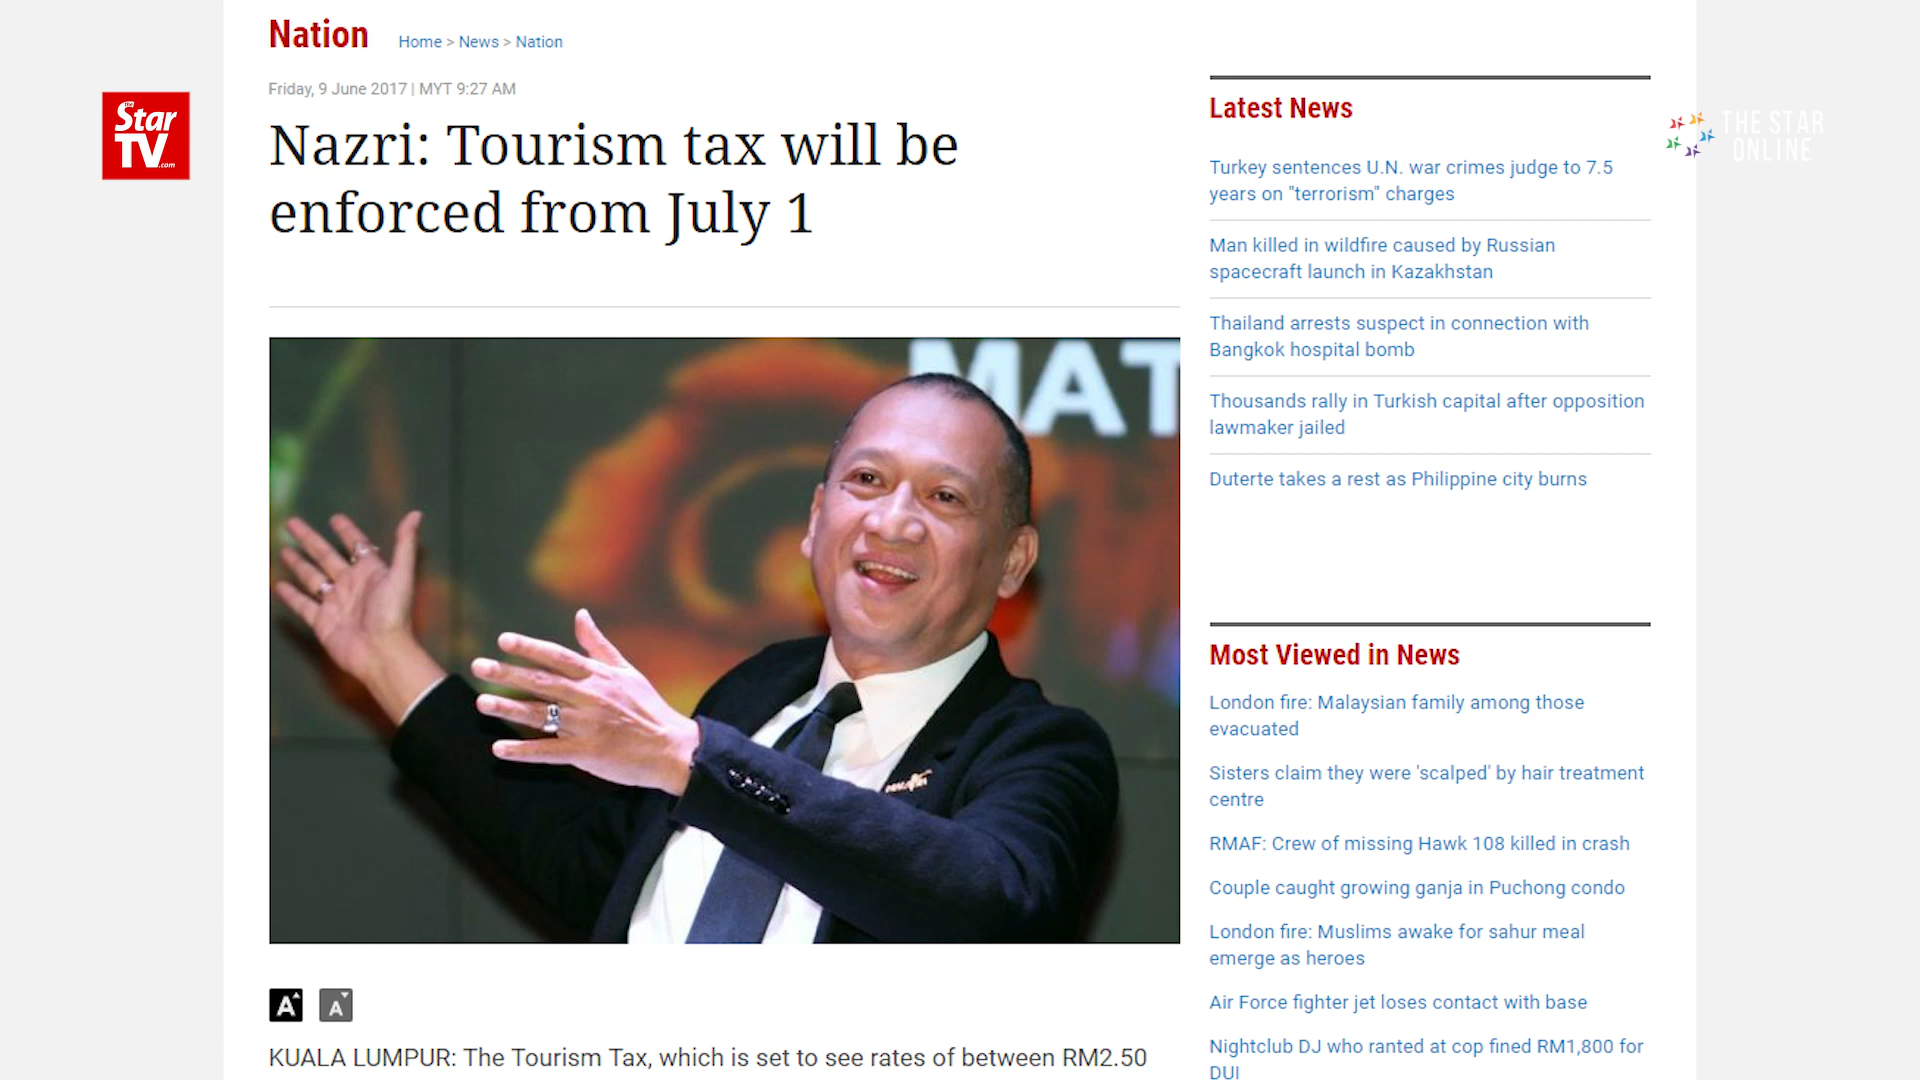 Nation
Home > News > Nation
Friday, 9 June 2017 | MYT 9:27 AM
The
Star
TV
.com
Nazri: Tourism tax will be
enforced from July 1
MAT
KUALA LUMPUR: The Tourism Tax, which is set to see rates of between RM2.50
Latest News
Turkey sentences U.N. war crimes judge to 7.5
years on "terrorism" charges
Man killed in wildfire caused by Russian
spacecraft launch in Kazakhstan
Thailand arrests suspect in connection with
Bangkok hospital bomb
Thousands rally in Turkish capital after opposition
lawmaker jailed
Duterte takes a rest as Philippine city burns
Most Viewed in News
London fire: Malaysian family among those
evacuated
Sisters claim they were 'scalped' by hair treatment
centre
RMAF: Crew of missing Hawk 108 killed in crash
Couple caught growing ganja in Puchong condo
London fire: Muslims awake for sahur meal
emerge as heroes
Air Force fighter jet loses contact with base
Nightclub DJ who ranted at cop fined RM1,800 for
DUI
THE STAR
ONLINE
A
A